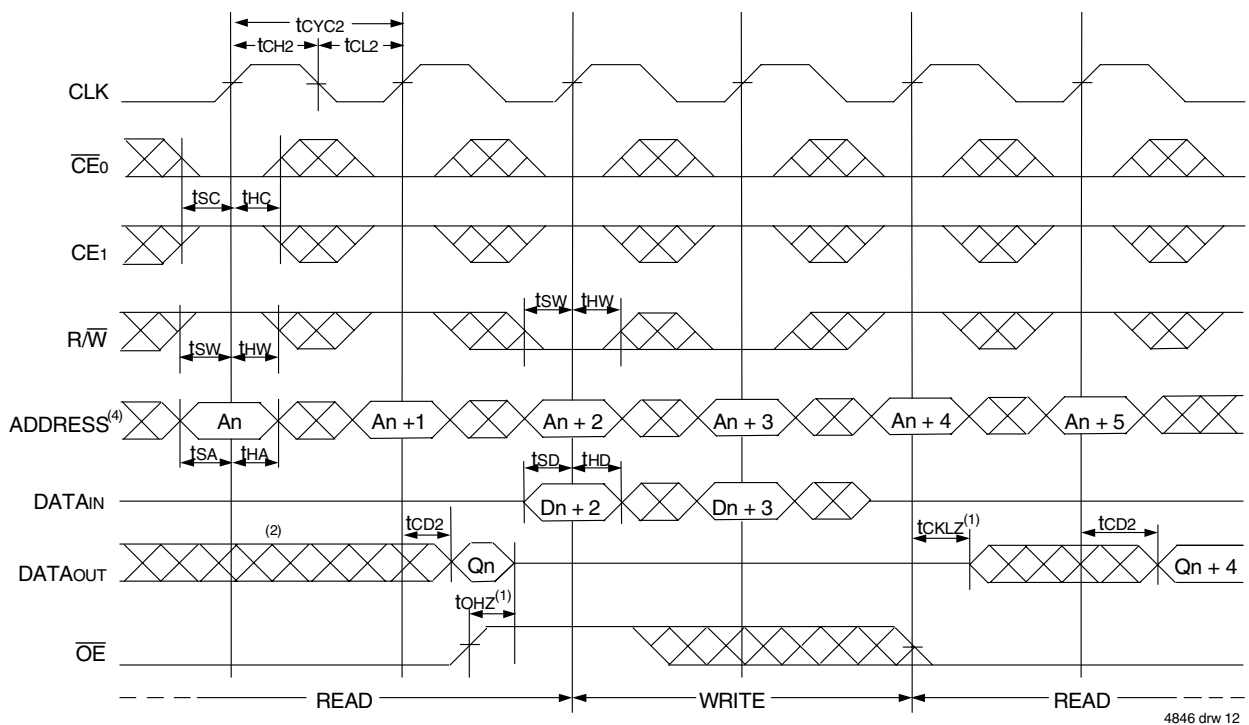 tCYC2
tCH2 tCL2
CLK
CE0
tSC tHC
CE1
tSW tHW
R/W
tSW tHW
ADDRESS(4) An An +1 An + 2 An + 3 An + 4 An + 5
tSA tHA tSD tHD
DATAIN Dn + 2 Dn + 3
(2) tCD2 tCKLZ(1) tCD2
DATAOUT Qn Qn + 4
tOHZ(1)
OE
READ WRITE READ
4846 drw 12